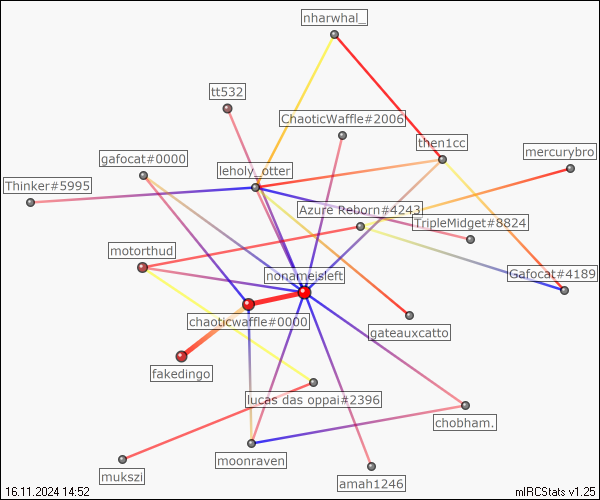 nharwhal_
tt532
ChaoticWaffle#2006
then1cc
mercurybro
gafocat#0000
leholy_otter
Thinker#5995
Azure Reborn#4243
TripleMidget#8824
motorthud
nonameisleft
Gafocat#4189
chaoticwaffle#0000
gateauxcatto
fakedingo
lucas das oppai#2396
chobham.
moonraven
mukszi
amah1246
16.11.2024 14:52
mIRCStats v1.25